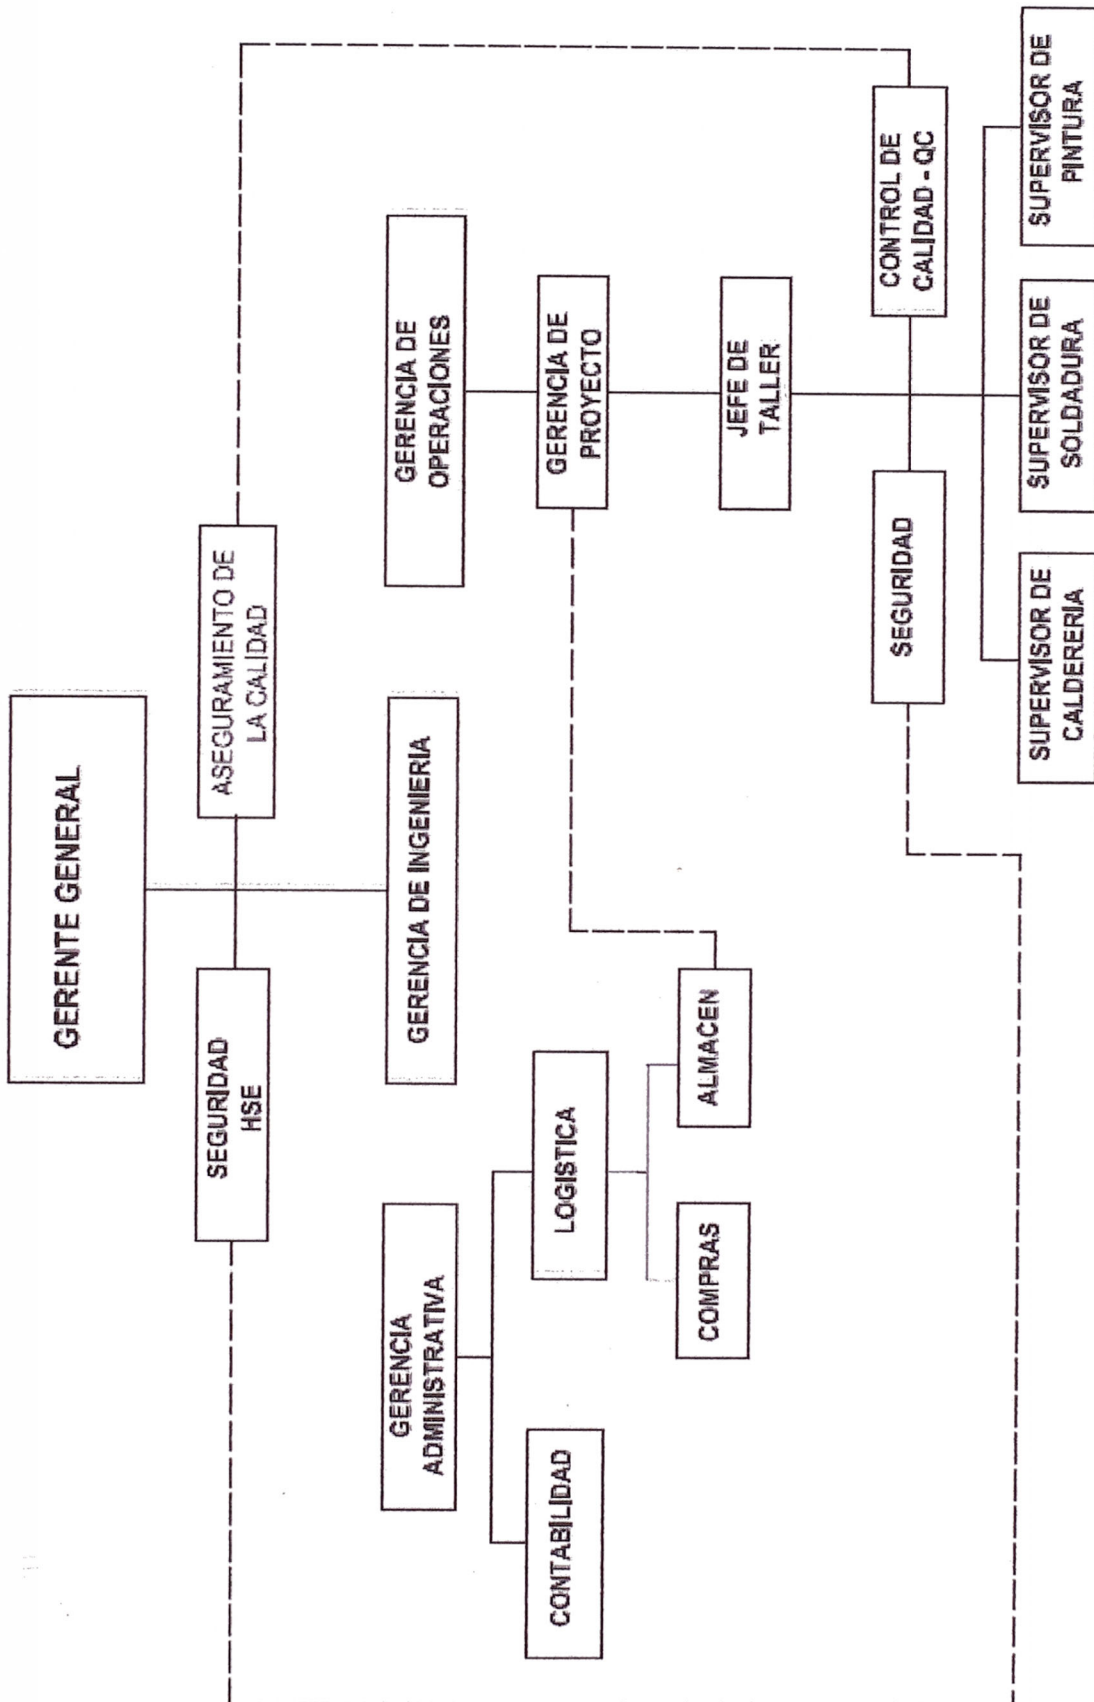 GERENTE GENERAL
SEGURIDAD
HSE
ASEGURAMIENTO DE
LA CALIDAD
GERENCIA
ADMINISTRATIVA
GERENCIA DE INGENIERIA
GERENCIA DE
OPERACIONES
CONTABILIDAD
LOGISTICA
GERENCIA DE
PROYECTO
COMPRAS
ALMACEN
JEFE DE
TALLER
SEGURIDAD
CONTROL DE
CALIDAD - QC
SUPERVISOR DE
CALDERERIA
SUPERVISOR DE
SOLDADURA
SUPERVISOR DE
PINTURA